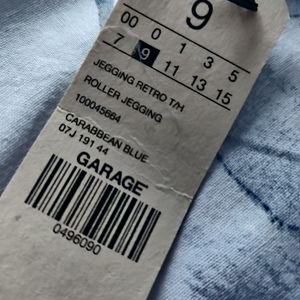 9
00 0 1 3 5
7 9 11 13 15
JEGGING RETRO T/H
ROLLER JEGGING
100045664
CARABBEAN BLUE
07J 191 44
GARAGE
0496090